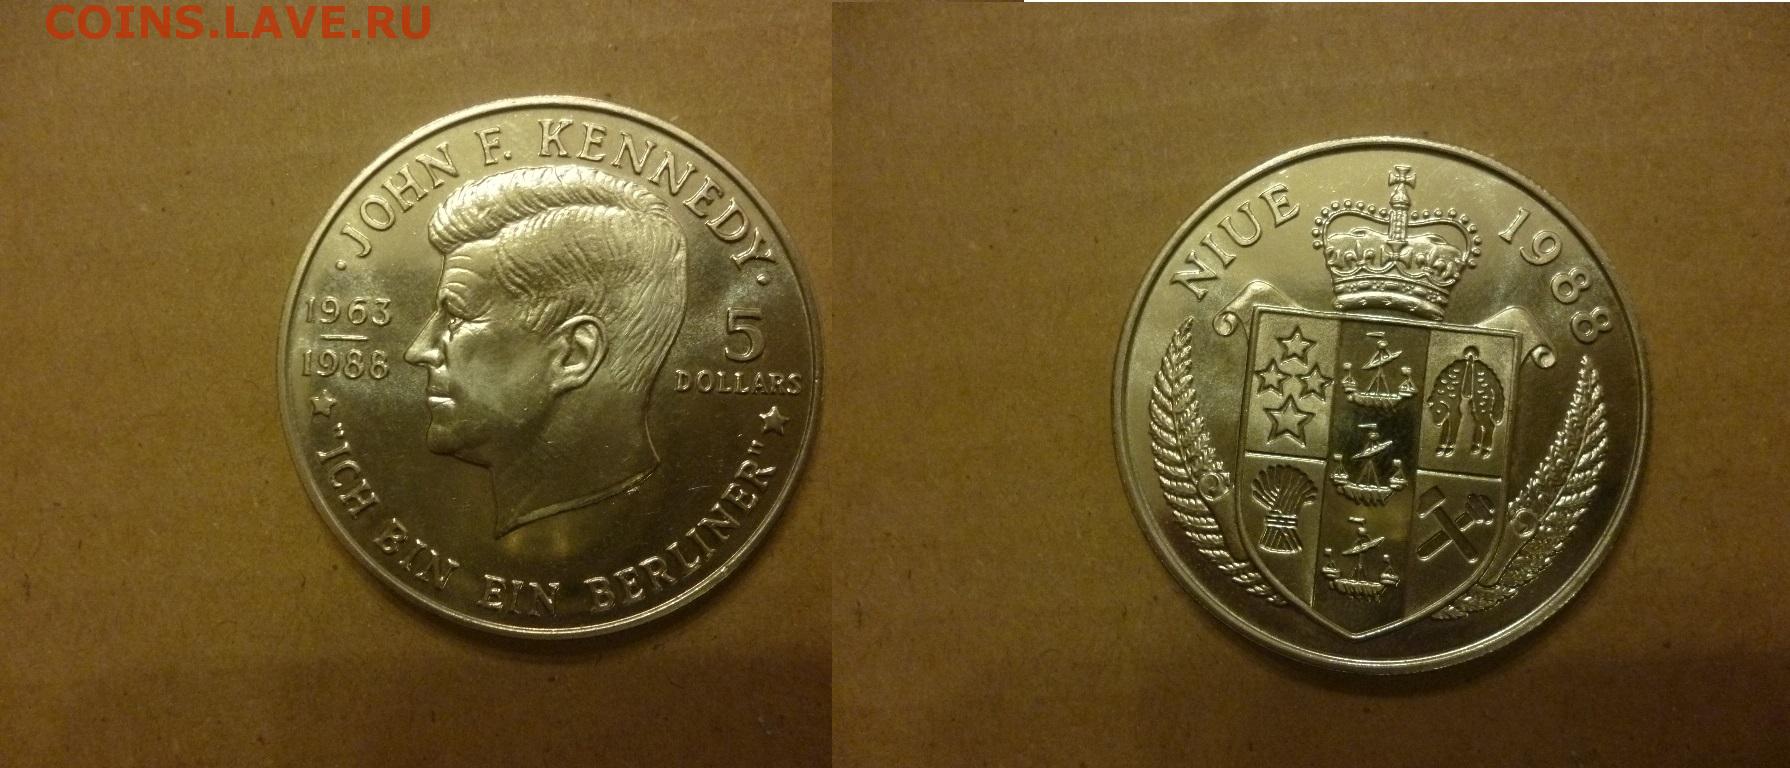 COINS.LAVE.RU
· JOHN F. KENNEDY ·
1963
1988
5
DOLLARS
"ICH BIN EIN BERLINER"
NIUE 1988